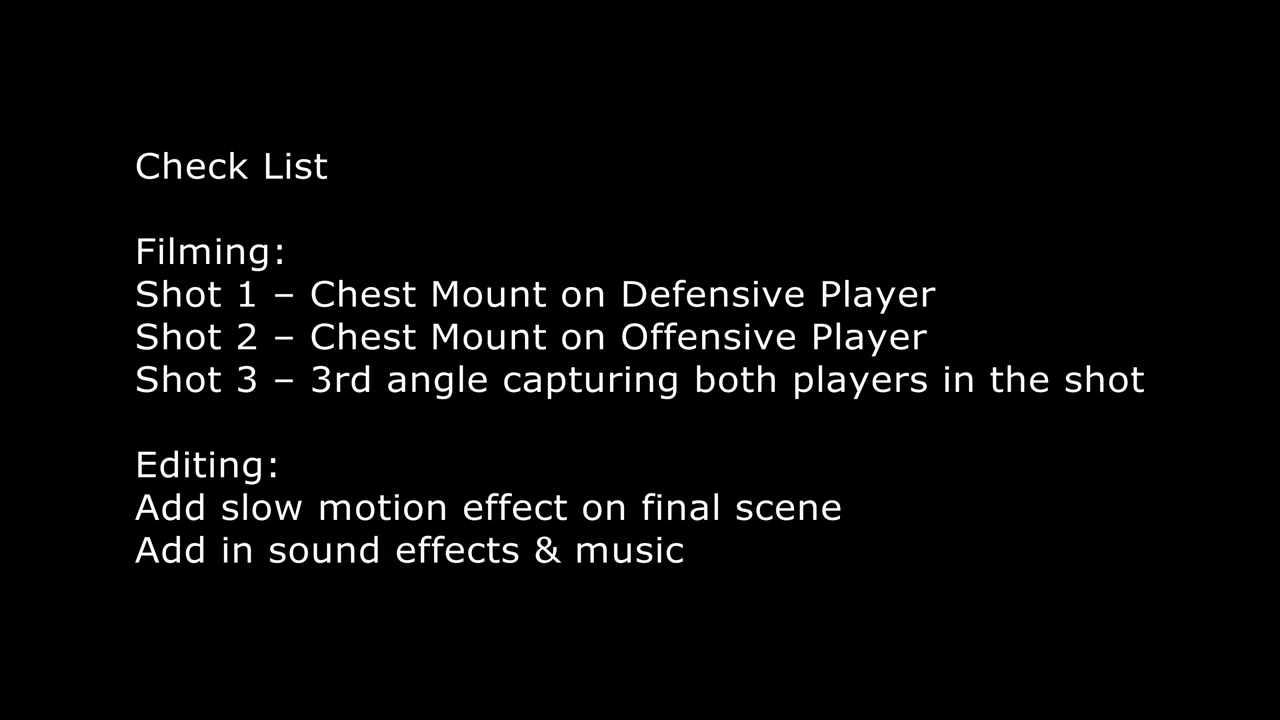 Check List
Filming:
Shot 1 – Chest Mount on Defensive Player
Shot 2 – Chest Mount on Offensive Player
Shot 3 – 3rd angle capturing both players in the shot
Editing:
Add slow motion effect on final scene
Add in sound effects & music